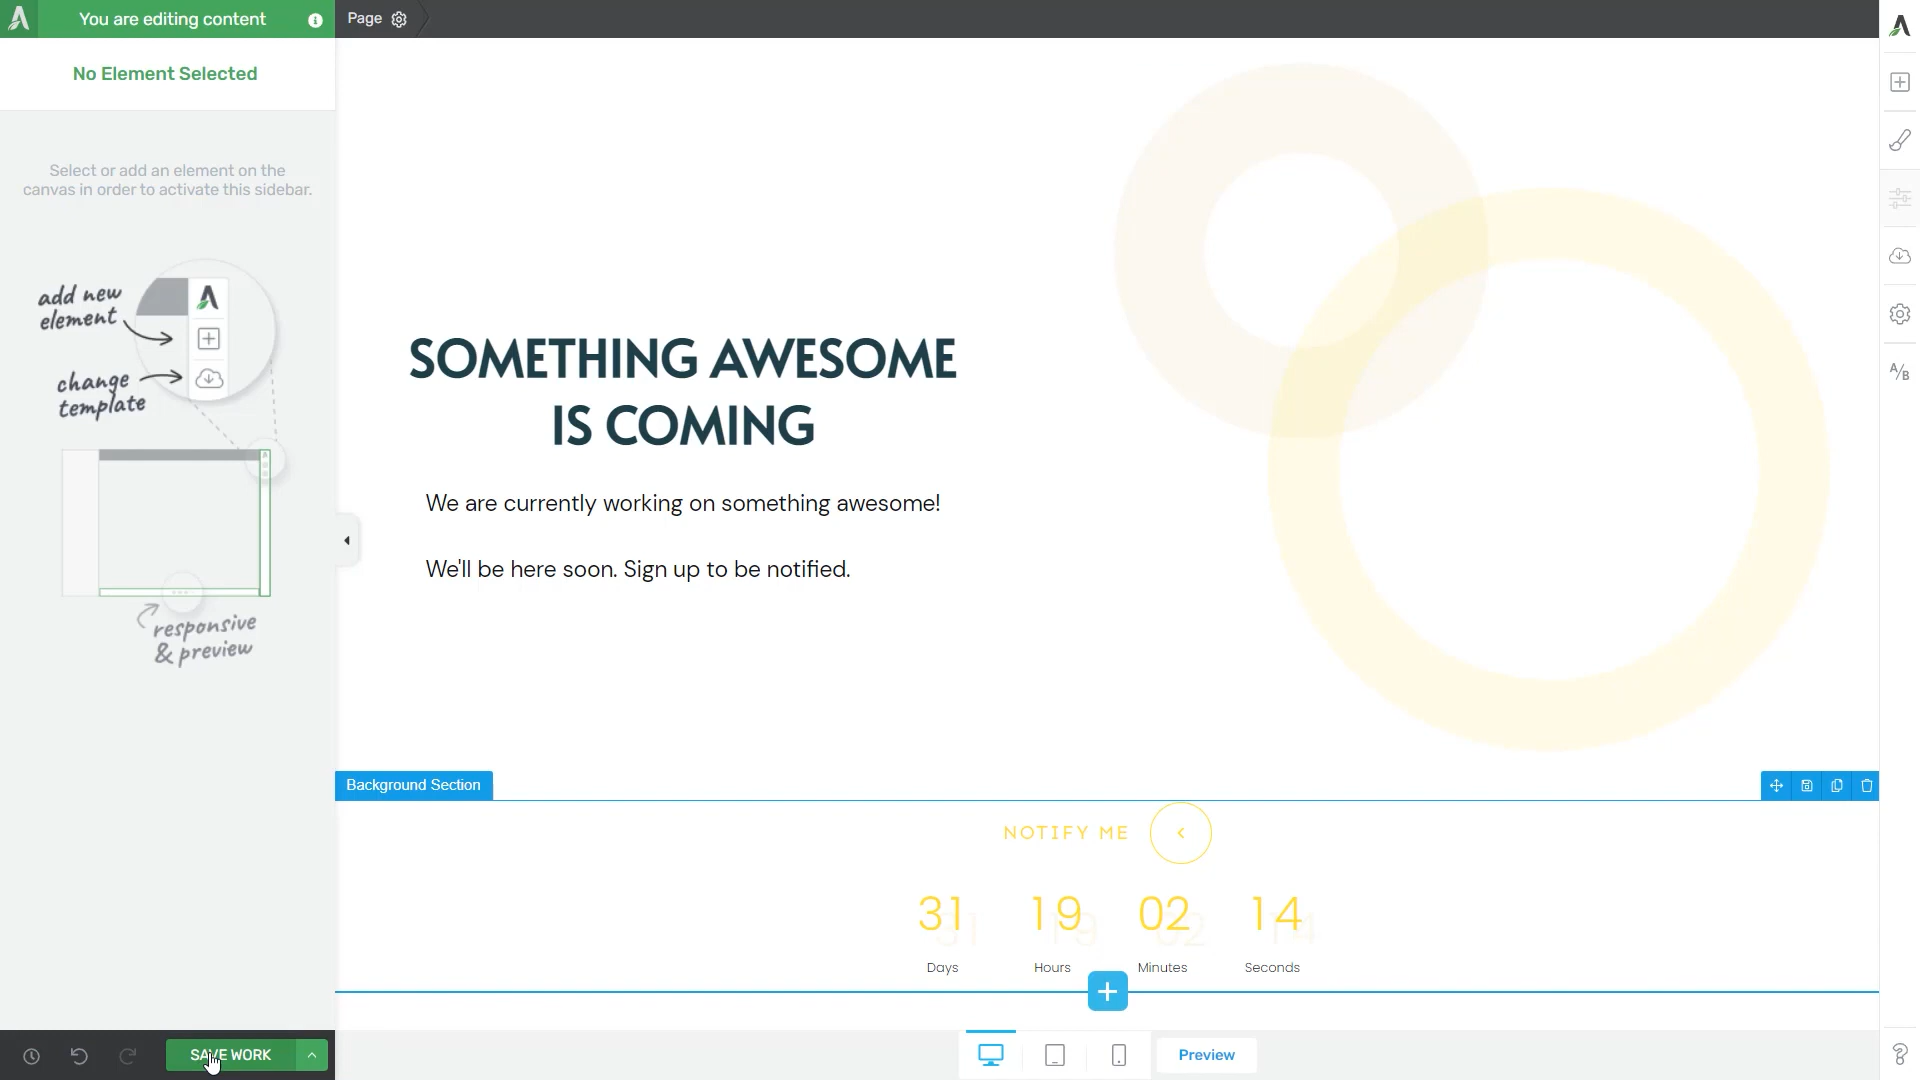 You are editing content
Page
No Element Selected
Select or add an element on the
canvas in order to activate this sidebar.
add new
element
change
template
responsive
& preview
SOMETHING AWESOME
IS COMING
We are currently working on something awesome!
We'll be here soon. Sign up to be notified.
Background Section
NOTIFY ME
31 19 02 14
Days Hours Minutes Seconds
A/B
SAVE WORK
Preview